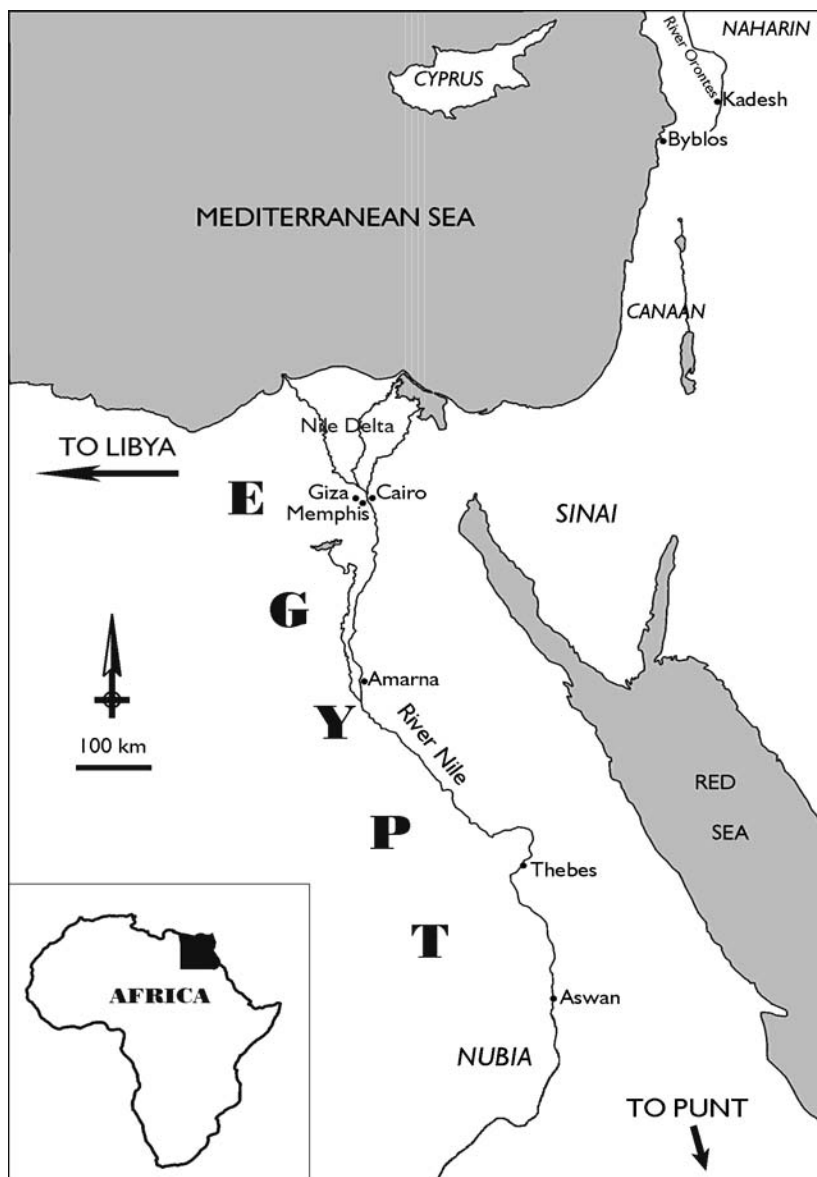 NAHARIN
River Orontes
CYPRUS
Kadesh
Byblos
MEDITERRANEAN SEA
CANAAN
Nile Delta
TO LIBYA
E
Giza
Cairo
Memphis
SINAI
G
Amarna
Y
River Nile
100 km
RED
SEA
P
Thebes
T
AFRICA
Aswan
NUBIA
TO PUNT